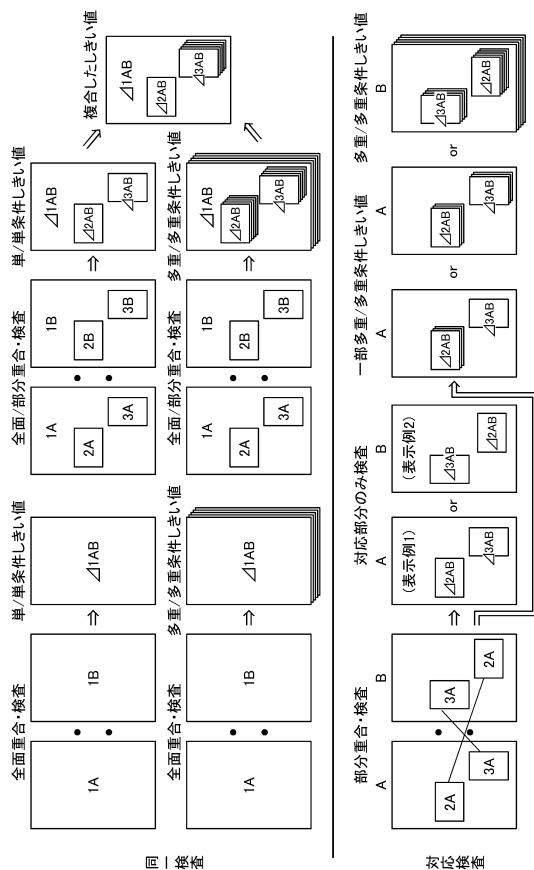 同一検査
全面重合・検査
1A
1B
単/単条件しきい値
⊿1AB
全面/部分重合・検査
1A
2A
3A
1B
2B
3B
単/単条件しきい値
⊿1AB
⊿2AB
⊿3AB
複合したしきい値
⊿1AB
⊿2AB
⊿3AB
全面重合・検査
1A
1B
多重/多重条件しきい値
⊿1AB
全面/部分重合・検査
1A
2A
3A
1B
2B
3B
多重/多重条件しきい値
⊿1AB
⊿2AB
⊿3AB
対応検査
部分重合・検査
A
2A
3A
B
3A
2A
対応部分のみ検査
A
(表示例1)
⊿2AB
⊿3AB
or
B
(表示例2)
⊿3AB
⊿2AB
一部多重/多重条件しきい値
A
⊿2AB
⊿3AB
or
A
⊿2AB
⊿3AB
or
多重/多重条件しきい値
B
⊿3AB
⊿2AB